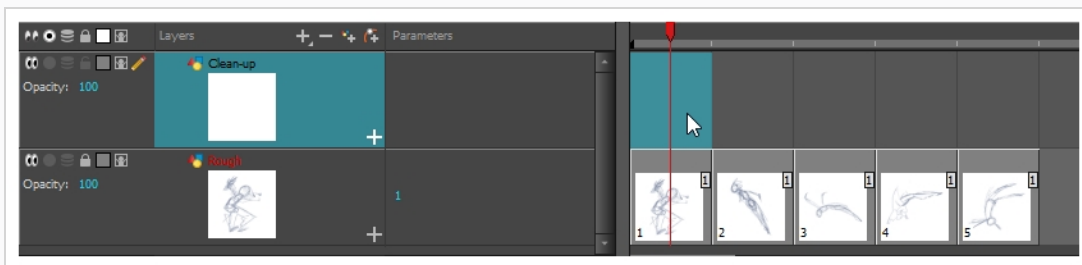 Layers Parameters
Clean-up
Opacity: 100
Rough
Opacity: 100
1
1 1 1 1 1
1 2 3 4 5